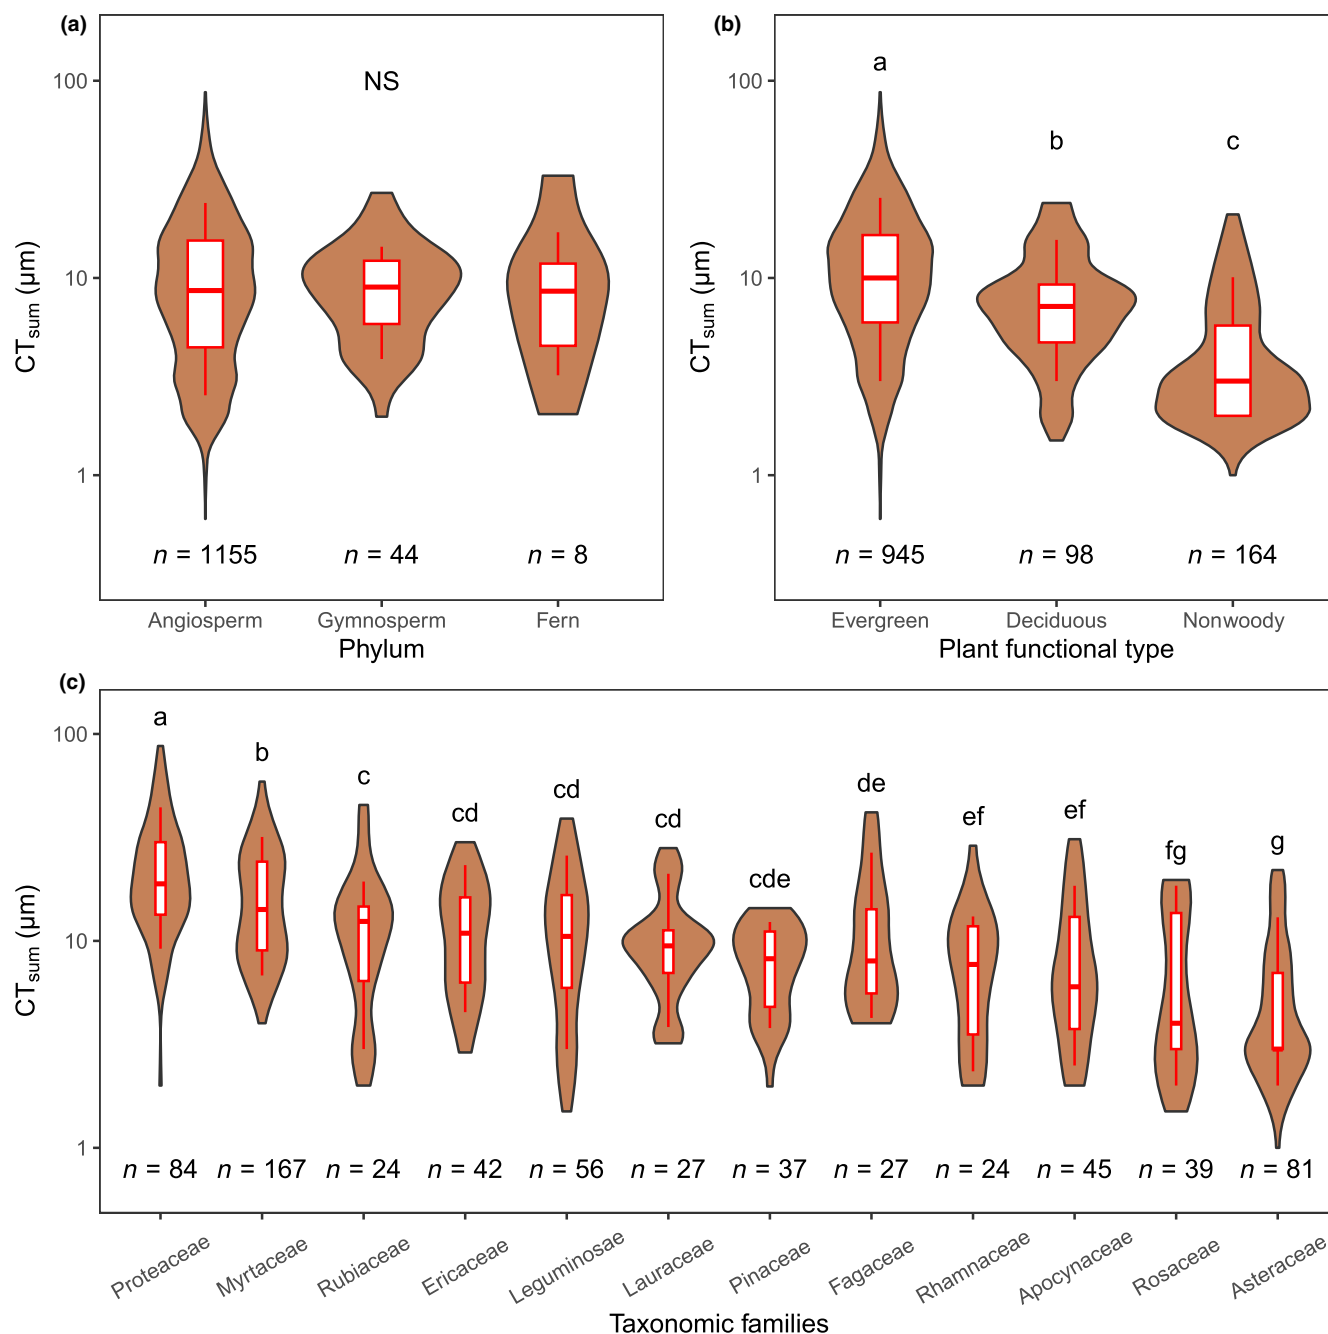 (a)
NS
100
10
1
CTsum (µm)
n = 1155 n = 44 n = 8
Angiosperm Gymnosperm Fern
Phylum
(b)
a b c
100
10
1
CTsum (µm)
n = 945 n = 98 n = 164
Evergreen Deciduous Nonwoody
Plant functional type
(c)
a b c cd cd cd cde de ef ef fg g
100
10
1
CTsum (µm)
n = 84 n = 167 n = 24 n = 42 n = 56 n = 27 n = 37 n = 27 n = 24 n = 45 n = 39 n = 81
Proteaceae Myrtaceae Rubiaceae Ericaceae Leguminosae Lauraceae Pinaceae Fagaceae Rhamnaceae Apocynaceae Rosaceae Asteraceae
Taxonomic families